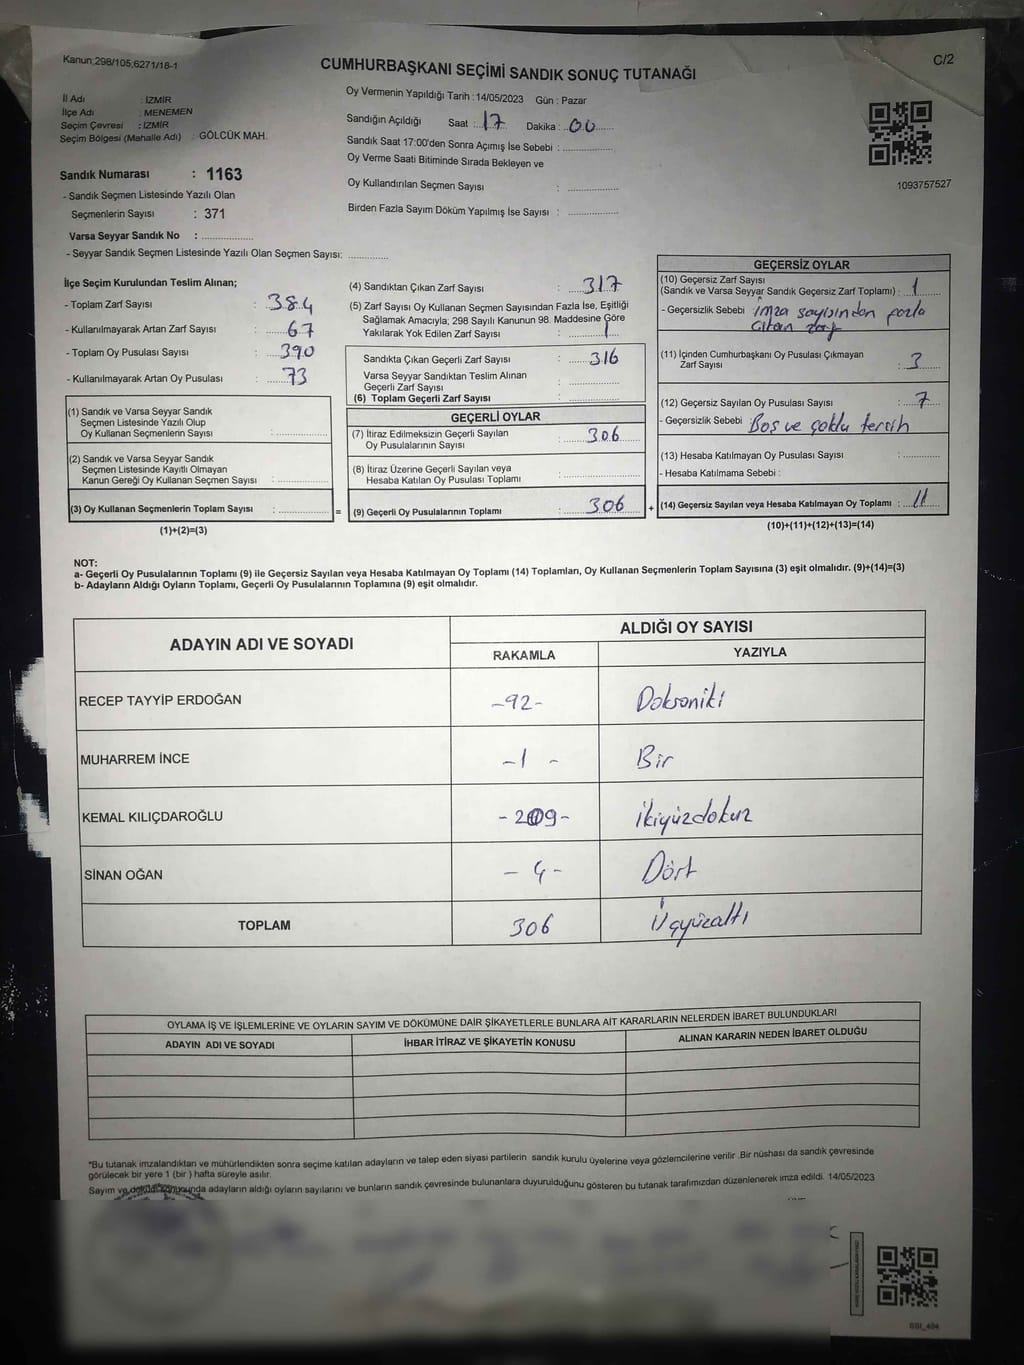 Kanun;298/105,6271/18-1
C/2
CUMHURBAŞKANI SEÇİMİ SANDIK SONUÇ TUTANAĞI
İl Adı : İZMİR
İlçe Adı : MENEMEN
Seçim Çevresi : İZMİR
Seçim Bölgesi (Mahalle Adı) : GÖLCÜK MAH.
Oy Vermenin Yapıldığı Tarih : 14/05/2023 Gün : Pazar
Sandığın Açıldığı Saat : 17 Dakika : 00
Sandık Saat 17:00'den Sonra Açımış İse Sebebi :
Oy Verme Saati Bitiminde Sırada Bekleyen ve
Oy Kullandırılan Seçmen Sayısı :
Birden Fazla Sayım Döküm Yapılmış İse Sayısı :
1093757527
Sandık Numarası : 1163
- Sandık Seçmen Listesinde Yazılı Olan
Seçmenlerin Sayısı : 371
Varsa Seyyar Sandık No :
- Seyyar Sandık Seçmen Listesinde Yazılı Olan Seçmen Sayısı:
İlçe Seçim Kurulundan Teslim Alınan;
- Toplam Zarf Sayısı : 384
- Kullanılmayarak Artan Zarf Sayısı : 67
- Toplam Oy Pusulası Sayısı : 390
- Kullanılmayarak Artan Oy Pusulası : 73
(1) Sandık ve Varsa Seyyar Sandık
Seçmen Listesinde Yazılı Olup
Oy Kullanan Seçmenlerin Sayısı :
(2) Sandık ve Varsa Seyyar Sandık
Seçmen Listesinde Kayıtlı Olmayan
Kanun Gereği Oy Kullanan Seçmen Sayısı :
(3) Oy Kullanan Seçmenlerin Toplam Sayısı : =
(1)+(2)=(3)
(4) Sandıktan Çıkan Zarf Sayısı : 317
(5) Zarf Sayısı Oy Kullanan Seçmen Sayısından Fazla İse, Eşitliği
Sağlamak Amacıyla; 298 Sayılı Kanunun 98. Maddesine Göre
Yakılarak Yok Edilen Zarf Sayısı : 1
Sandıkta Çıkan Geçerli Zarf Sayısı : 316
Varsa Seyyar Sandıktan Teslim Alınan
Geçerli Zarf Sayısı :
(6) Toplam Geçerli Zarf Sayısı :
GEÇERLİ OYLAR
(7) İtiraz Edilmeksizin Geçerli Sayılan
Oy Pusulalarının Sayısı : 306
(8) İtiraz Üzerine Geçerli Sayılan veya
Hesaba Katılan Oy Pusulası Toplamı :
(9) Geçerli Oy Pusulalarının Toplamı : 306 +
GEÇERSİZ OYLAR
(10) Geçersiz Zarf Sayısı
(Sandık ve Varsa Seyyar Sandık Geçersiz Zarf Toplamı) : 1
- Geçersizlik Sebebi : imza sayısından fazla
çıkan zarf
(11) İçinden Cumhurbaşkanı Oy Pusulası Çıkmayan
Zarf Sayısı : 3
(12) Geçersiz Sayılan Oy Pusulası Sayısı : 7
- Geçersizlik Sebebi : Boş ve çoklu tercih
(13) Hesaba Katılmayan Oy Pusulası Sayısı :
- Hesaba Katılmama Sebebi :
(14) Geçersiz Sayılan veya Hesaba Katılmayan Oy Toplamı : 11
(10)+(11)+(12)+(13)=(14)
NOT:
a- Geçerli Oy Pusulalarının Toplamı (9) ile Geçersiz Sayılan veya Hesaba Katılmayan Oy Toplamı (14) Toplamları, Oy Kullanan Seçmenlerin Toplam Sayısına (3) eşit olmalıdır. (9)+(14)=(3)
b- Adayların Aldığı Oyların Toplamı, Geçerli Oy Pusulalarının Toplamına (9) eşit olmalıdır.
ADAYIN ADI VE SOYADI
ALDIĞI OY SAYISI
RAKAMLA YAZIYLA
RECEP TAYYİP ERDOĞAN -92- Doksaniki
MUHARREM İNCE -1- Bir
KEMAL KILIÇDAROĞLU -209- ikiyüzdokuz
SİNAN OĞAN -4- Dört
TOPLAM 306 Üçyüzaltı
OYLAMA İŞ VE İŞLEMLERİNE VE OYLARIN SAYIM VE DÖKÜMÜNE DAİR ŞİKAYETLERLE BUNLARA AİT KARARLARIN NELERDEN İBARET BULUNDUKLARI
ADAYIN ADI VE SOYADI İHBAR İTİRAZ VE ŞİKAYETİN KONUSU ALINAN KARARIN NEDEN İBARET OLDUĞU
*Bu tutanak imzalandıktan ve mühürlendikten sonra seçime katılan adayların ve talep eden siyasi partilerin sandık kurulu üyelerine veya gözlemcilerine verilir .Bir nüshası da sandık çevresinde
görülecek bir yere 1 (bir ) hafta süreyle asılır.
Sayım ve döküm sonucunda adayların aldığı oyların sayılarını ve bunların sandık çevresinde bulunanlara duyurulduğunu gösteren bu tutanak tarafımızdan düzenlenerek imza edildi. 14/05/2023